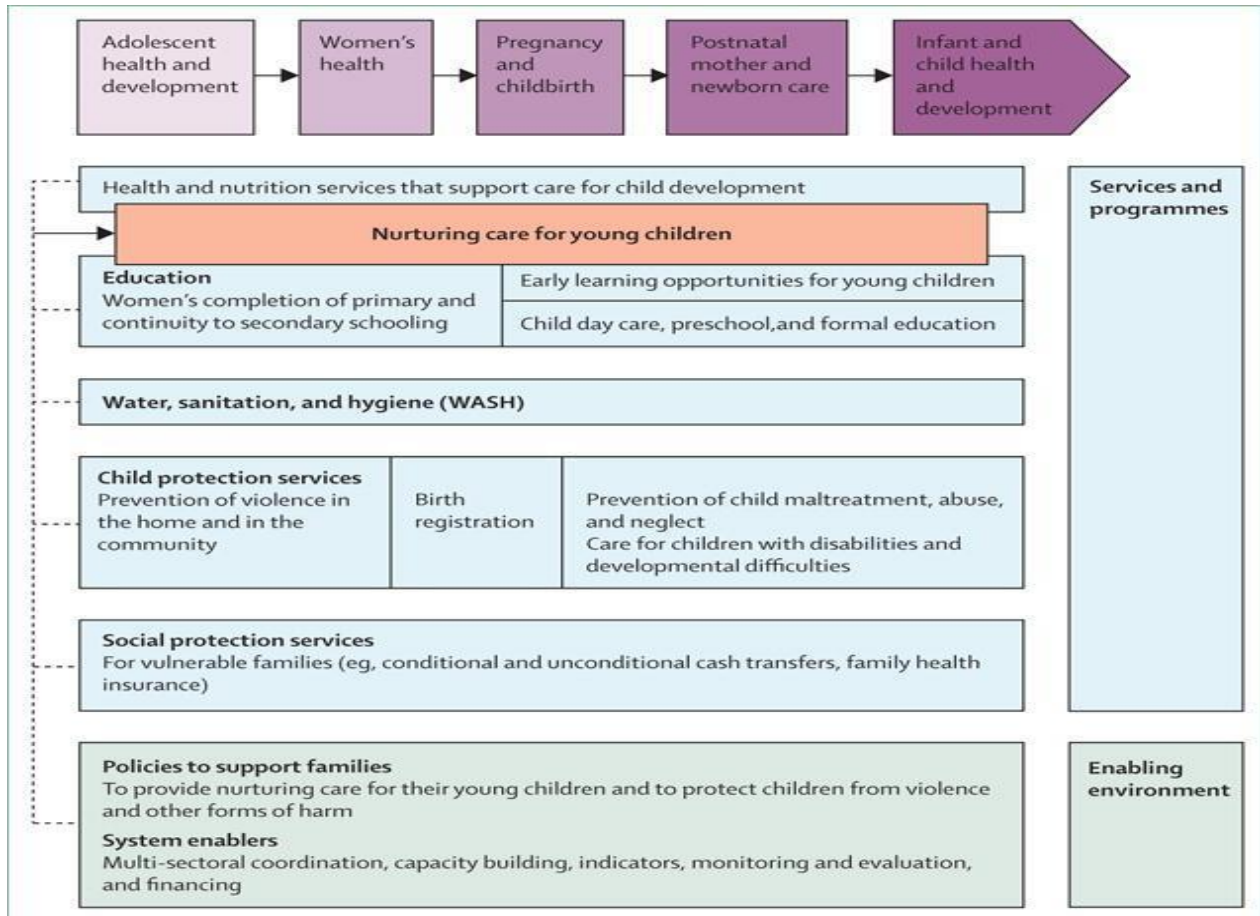 Adolescent
health and
development
Women's
health
Pregnancy
and
childbirth
Postnatal
mother and
newborn care
Infant and
child health
and
development
Health and nutrition services that support care for child development
Nurturing care for young children
Education
Women's completion of primary and
continuity to secondary schooling
Early learning opportunities for young children
Child day care, preschool,and formal education
Water, sanitation, and hygiene (WASH)
Child protection services
Prevention of violence in
the home and in the
community
Birth
registration
Prevention of child maltreatment, abuse,
and neglect
Care for children with disabilities and
developmental difficulties
Social protection services
For vulnerable families (eg, conditional and unconditional cash transfers, family health
insurance)
Services and
programmes
Policies to support families
To provide nurturing care for their young children and to protect children from violence
and other forms of harm
System enablers
Multi-sectoral coordination, capacity building, indicators, monitoring and evaluation,
and financing
Enabling
environment